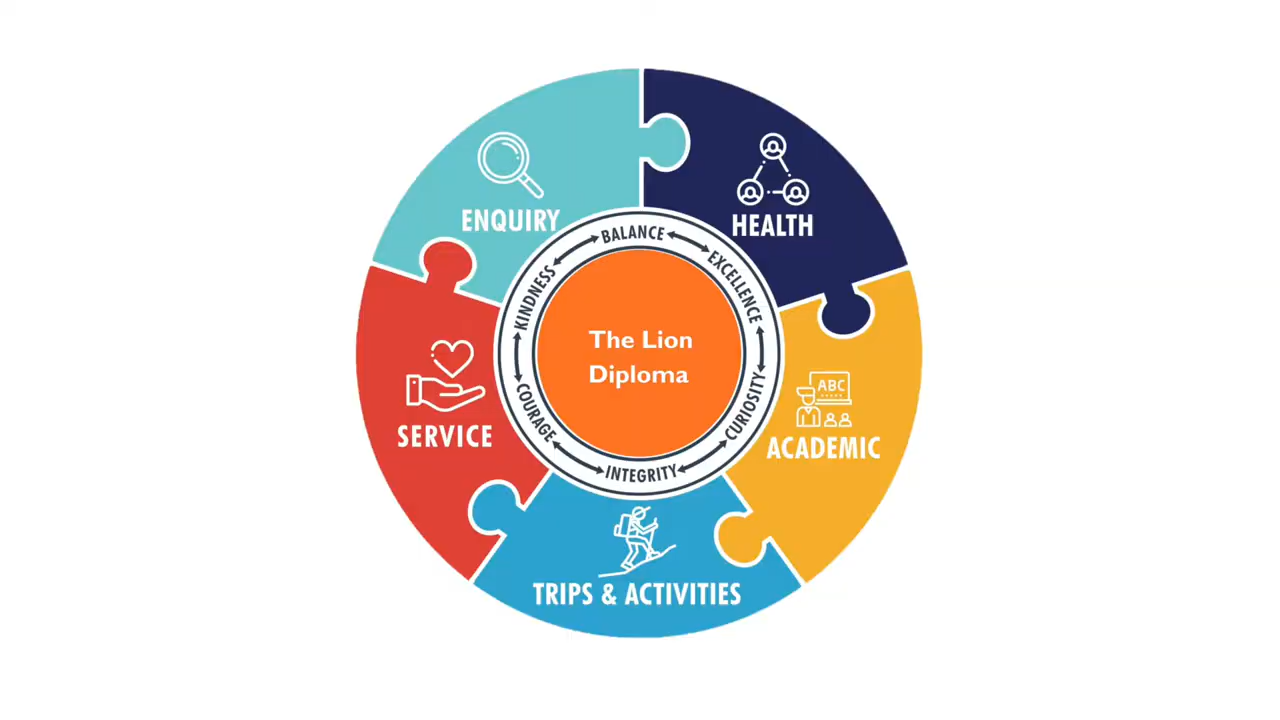 ENQUIRY
HEALTH
BALANCE
EXCELLENCE
KINDNESS
The Lion
Diploma
ABC
COURAGE
CURIOSITY
SERVICE
ACADEMIC
INTEGRITY
TRIPS & ACTIVITIES